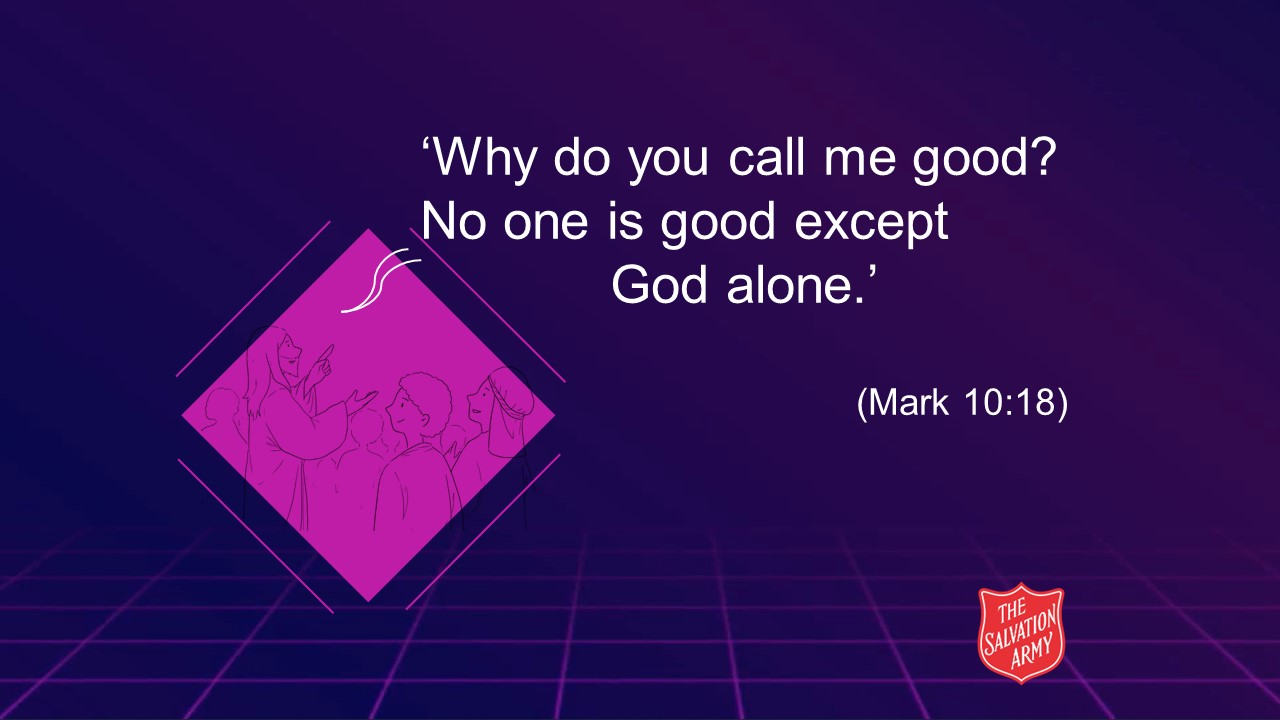 ‘Why do you call me good?
No one is good except
God alone.’
(Mark 10:18)
THE
SALVATION
ARMY